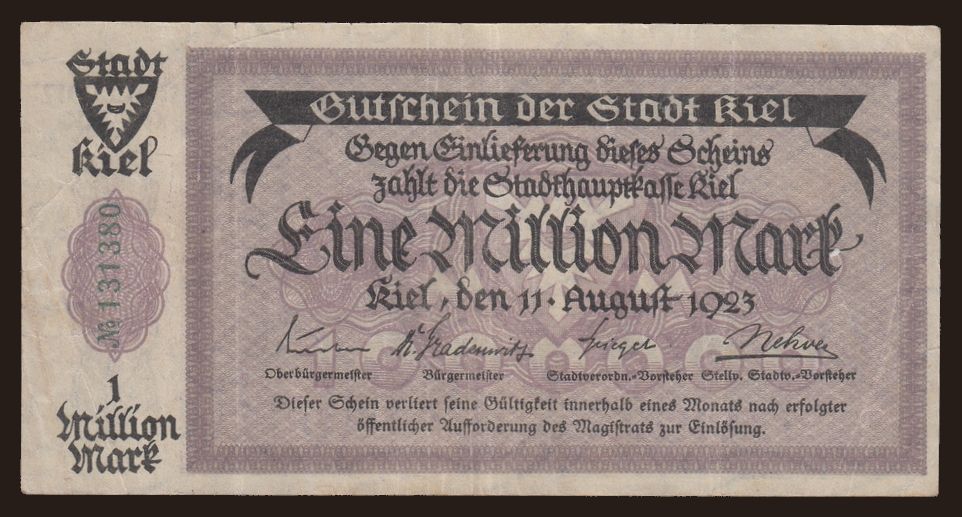 Stadt
Kiel
№ 131380
1
Million
Mark
Gutschein der Stadt Kiel
Gegen Einlieferung dieses Scheins
zahlt die Stadthauptkasse Kiel
Eine Million Mark
Kiel, den 11. August 1923
Oberbürgermeister Bürgermeister Stadtverordn.-Vorsteher Stellv. Stadtv.-Vorsteher
Dieser Schein verliert seine Gültigkeit innerhalb eines Monats nach erfolgter
öffentlicher Aufforderung des Magistrats zur Einlösung.